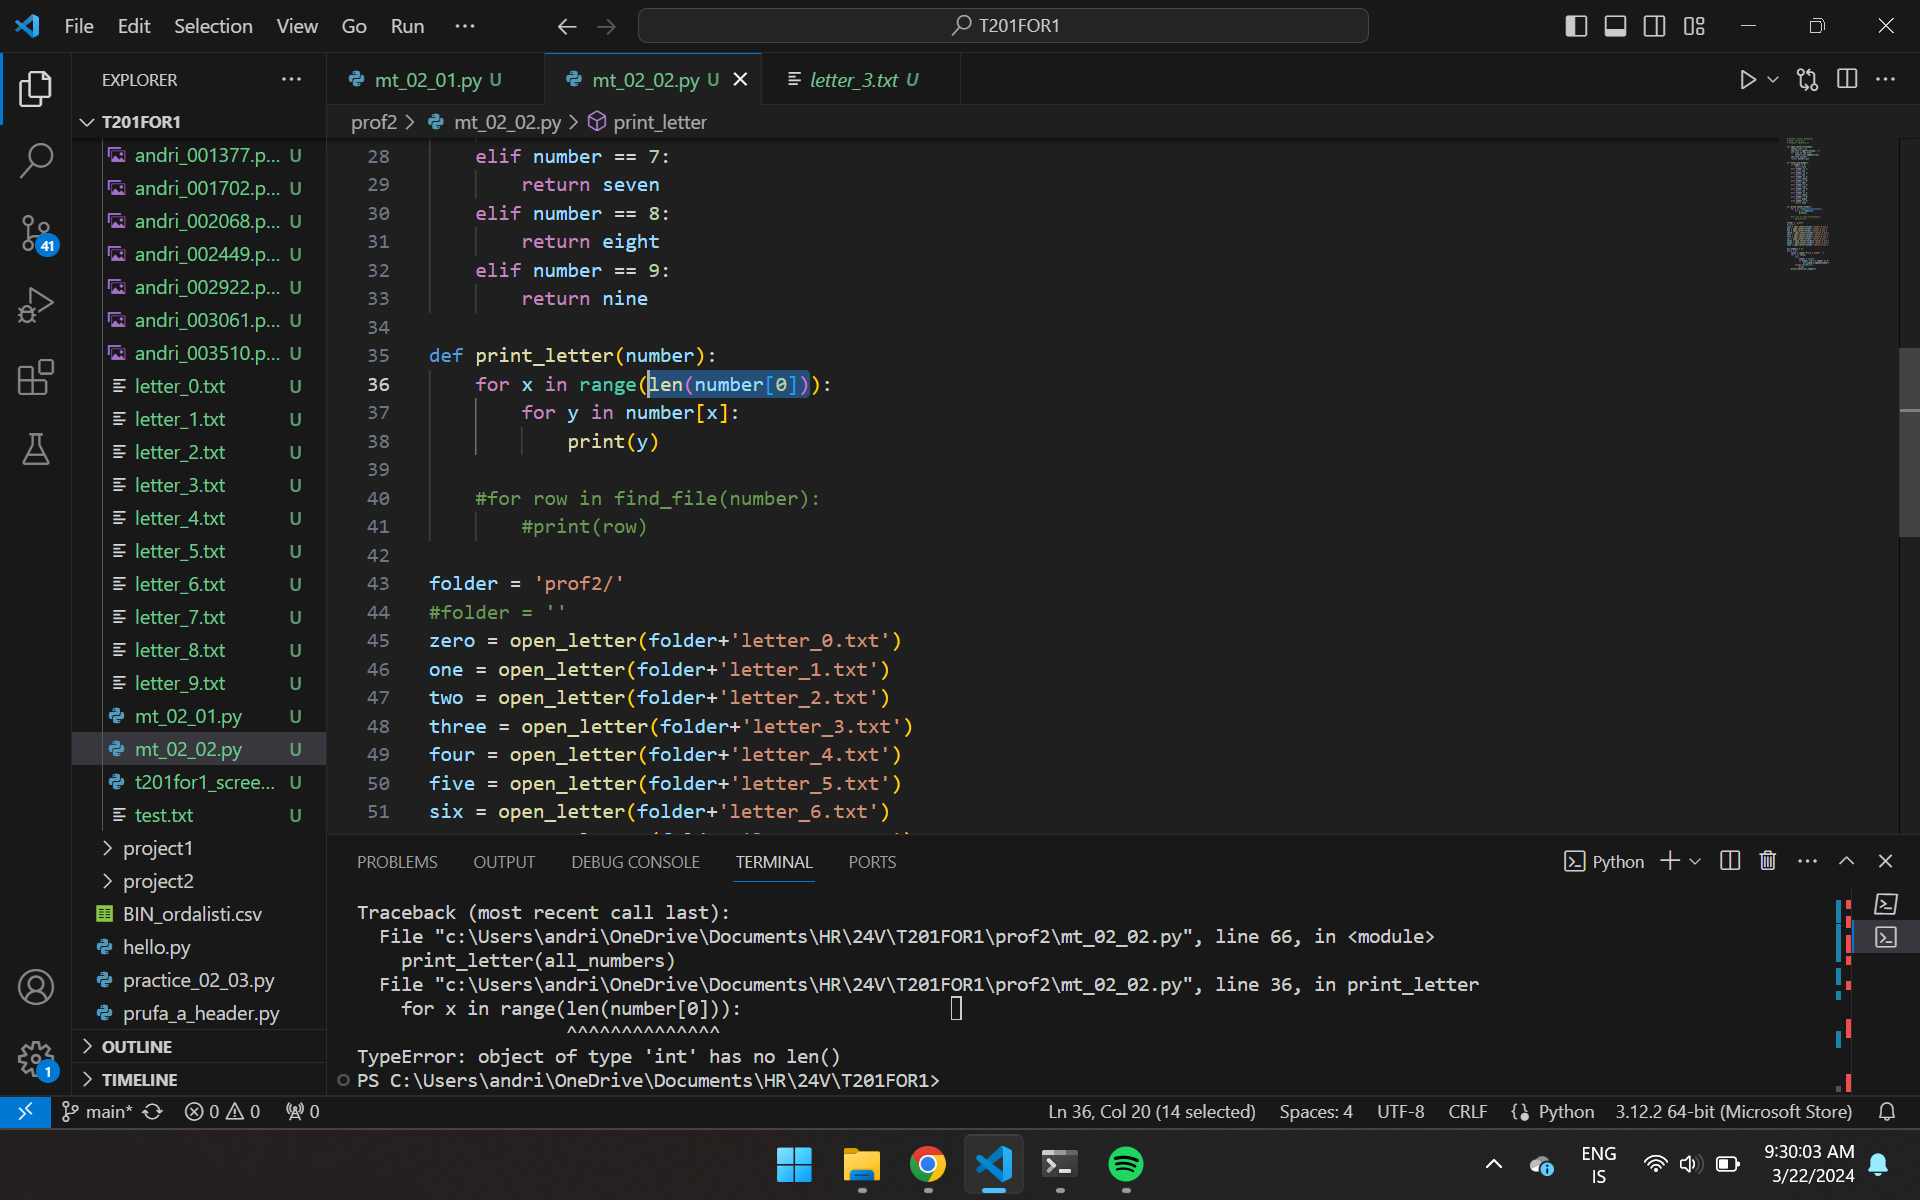 File Edit Selection View Go Run ···
T201FOR1
EXPLORER ···
mt_02_01.py U
mt_02_02.py U
letter_3.txt U
T201FOR1
prof2 > mt_02_02.py > print_letter
andri_001377.p... U
andri_001702.p... U
andri_002068.p... U
andri_002449.p... U
andri_002922.p... U
andri_003061.p... U
andri_003510.p... U
letter_0.txt U
letter_1.txt U
letter_2.txt U
letter_3.txt U
letter_4.txt U
letter_5.txt U
letter_6.txt U
letter_7.txt U
letter_8.txt U
letter_9.txt U
mt_02_01.py U
mt_02_02.py U
t201for1_scree... U
test.txt U
project1
project2
BIN_ordalisti.csv
hello.py
practice_02_03.py
prufa_a_header.py
OUTLINE
TIMELINE
41
1
28 elif number == 7:
29 return seven
30 elif number == 8:
31 return eight
32 elif number == 9:
33 return nine
34
35 def print_letter(number):
36 for x in range(len(number[0])):
37 for y in number[x]:
38 print(y)
39
40 #for row in find_file(number):
41 #print(row)
42
43 folder = 'prof2/'
44 #folder = ''
45 zero = open_letter(folder+'letter_0.txt')
46 one = open_letter(folder+'letter_1.txt')
47 two = open_letter(folder+'letter_2.txt')
48 three = open_letter(folder+'letter_3.txt')
49 four = open_letter(folder+'letter_4.txt')
50 five = open_letter(folder+'letter_5.txt')
51 six = open_letter(folder+'letter_6.txt')
PROBLEMS OUTPUT DEBUG CONSOLE TERMINAL PORTS
Python
Traceback (most recent call last):
File "c:\Users\andri\OneDrive\Documents\HR\24V\T201FOR1\prof2\mt_02_02.py", line 66, in <module>
print_letter(all_numbers)
File "c:\Users\andri\OneDrive\Documents\HR\24V\T201FOR1\prof2\mt_02_02.py", line 36, in print_letter
for x in range(len(number[0])):
^^^^^^^^^^^^^^
TypeError: object of type 'int' has no len()
PS C:\Users\andri\OneDrive\Documents\HR\24V\T201FOR1>
main* 0 0 0
Ln 36, Col 20 (14 selected) Spaces: 4 UTF-8 CRLF Python 3.12.2 64-bit (Microsoft Store)
ENG
IS
9:30:03 AM
3/22/2024